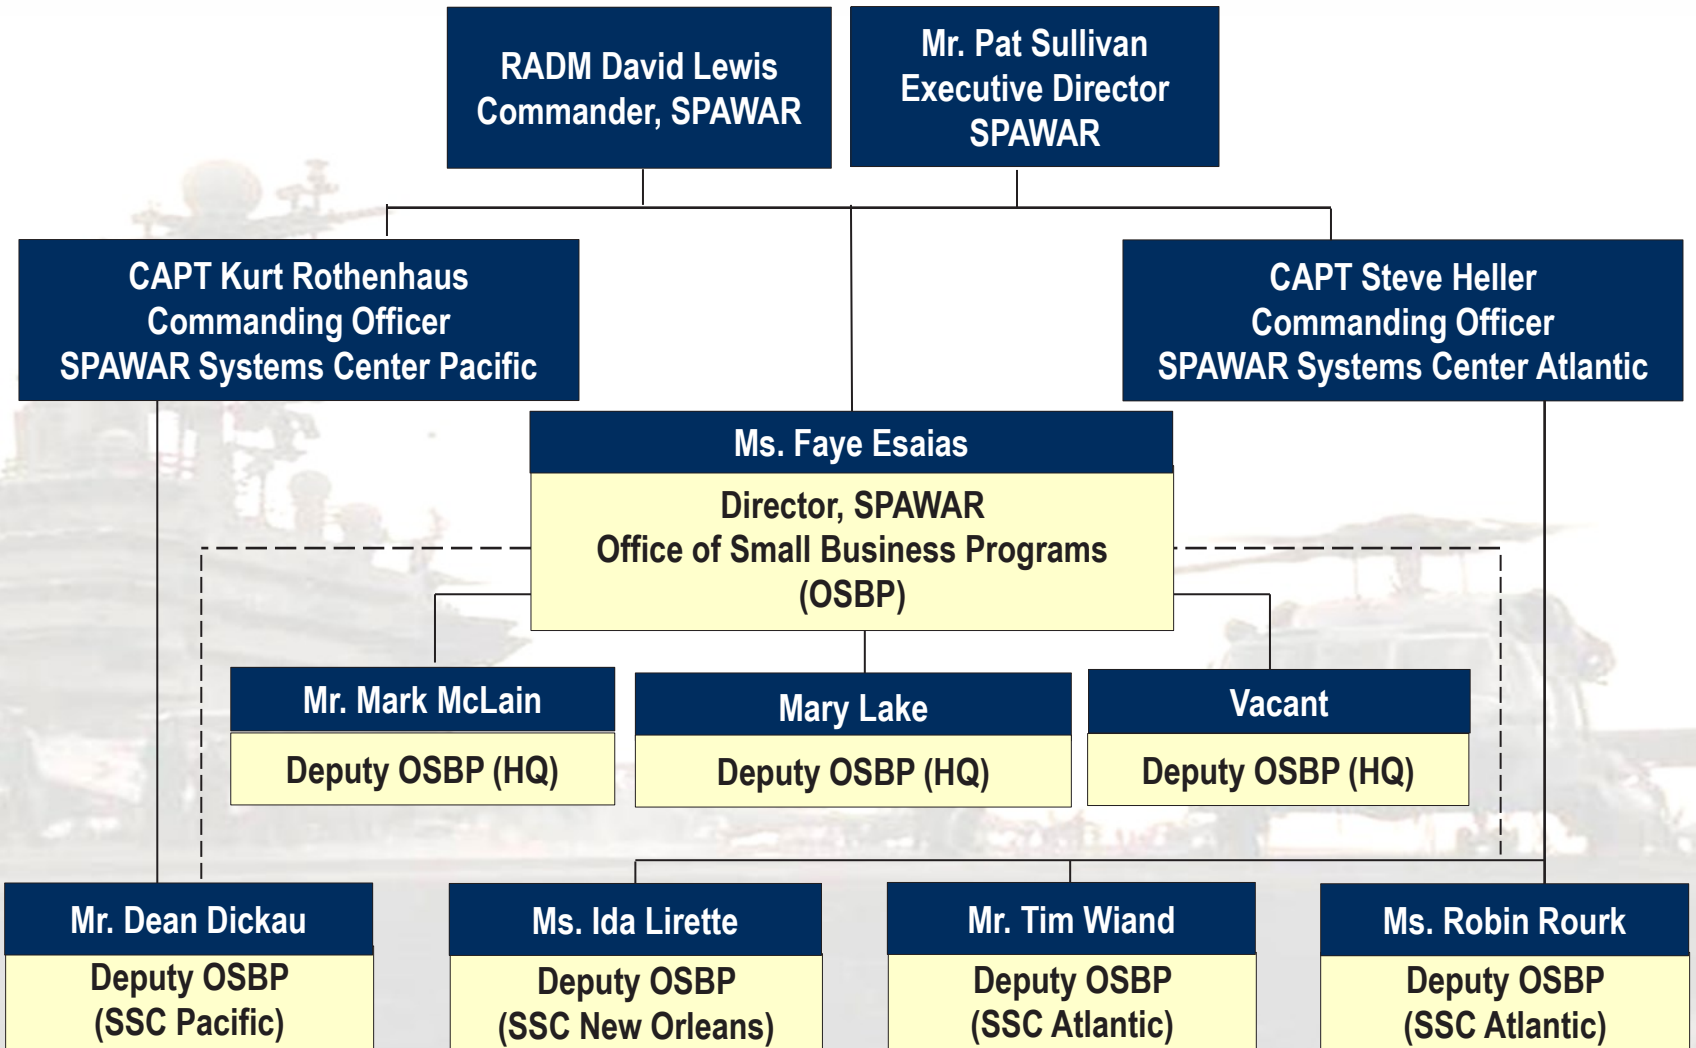 RADM David Lewis
Commander, SPAWAR
Mr. Pat Sullivan
Executive Director
SPAWAR
CAPT Kurt Rothenhaus
Commanding Officer
SPAWAR Systems Center Pacific
CAPT Steve Heller
Commanding Officer
SPAWAR Systems Center Atlantic
Ms. Faye Esaias
Director, SPAWAR
Office of Small Business Programs
(OSBP)
Mr. Mark McLain
Deputy OSBP (HQ)
Mary Lake
Deputy OSBP (HQ)
Vacant
Deputy OSBP (HQ)
Mr. Dean Dickau
Deputy OSBP
(SSC Pacific)
Ms. Ida Lirette
Deputy OSBP
(SSC New Orleans)
Mr. Tim Wiand
Deputy OSBP
(SSC Atlantic)
Ms. Robin Rourk
Deputy OSBP
(SSC Atlantic)